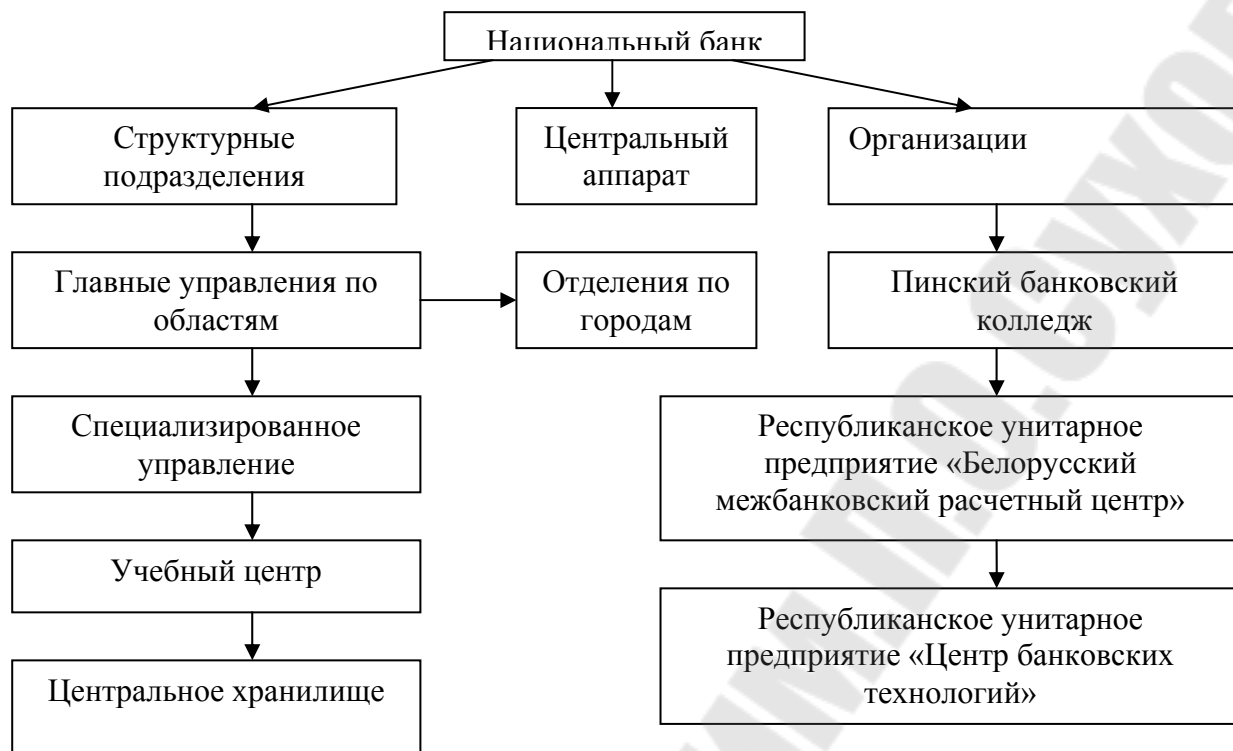 Национальный банк
Структурные
подразделения
Центральный
аппарат
Организации
Главные управления по
областям
Отделения по
городам
Пинский банковский
колледж
Специализированное
управление
Республиканское унитарное
предприятие «Белорусский
межбанковский расчетный центр»
Учебный центр
Республиканское унитарное
предприятие «Центр банковских
технологий»
Центральное хранилище